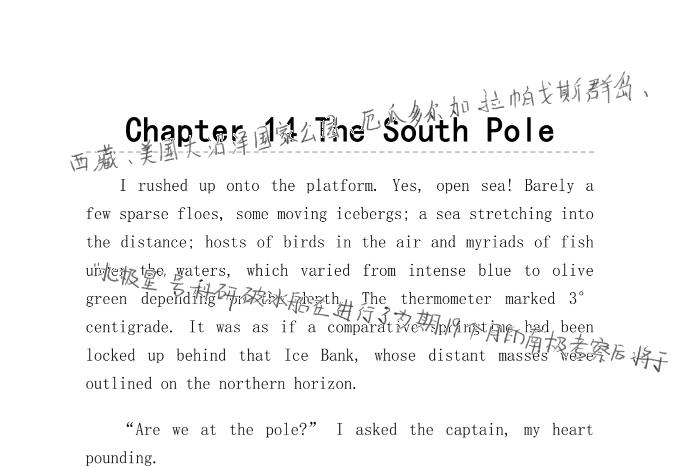 Chapter 14 The South Pole
西藏、美国大沼泽国家公园、厄瓜多尔加拉帕戈斯群岛、
I rushed up onto the platform. Yes, open sea! Barely a
few sparse floes, some moving icebergs; a sea stretching into
the distance; hosts of birds in the air and myriads of fish
under the waters, which varied from intense blue to olive
green depending on the depth. The thermometer marked 3°
"北极星号"科研破冰船在进行了为期19个月的南极考察后将于
centigrade. It was as if a comparative springtime had been
locked up behind that Ice Bank, whose distant masses were
outlined on the northern horizon.
“Are we at the pole?” I asked the captain, my heart
pounding.